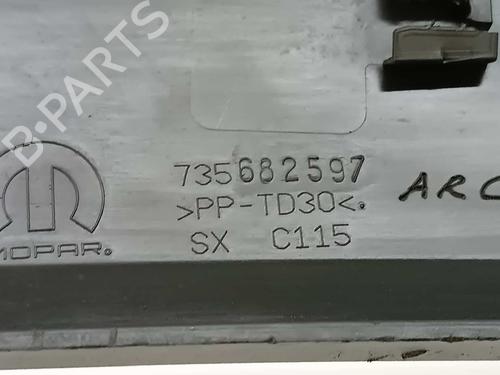 B-PARTS
735682597
>PP-TD30<.
SX C115
MOPAR®
ARC